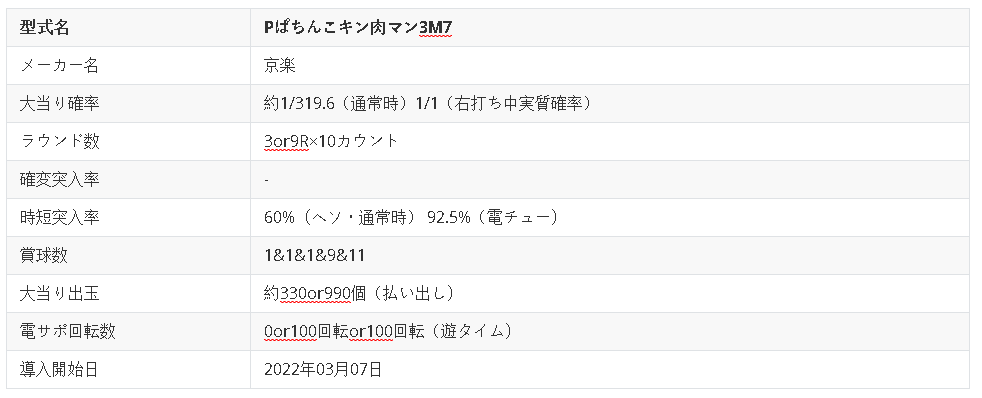 型式名 Pぱちんこキン肉マン3M7
メーカー名 京楽
大当り確率 約1/319.6（通常時）1/1（右打ち中実質確率）
ラウンド数 3or9R×10カウント
確変突入率 -
時短突入率 60%（ヘソ・通常時） 92.5%（電チュー）
賞球数 1&1&1&9&11
大当り出玉 約330or990個（払い出し）
電サポ回転数 0or100回転or100回転（遊タイム）
導入開始日 2022年03月07日